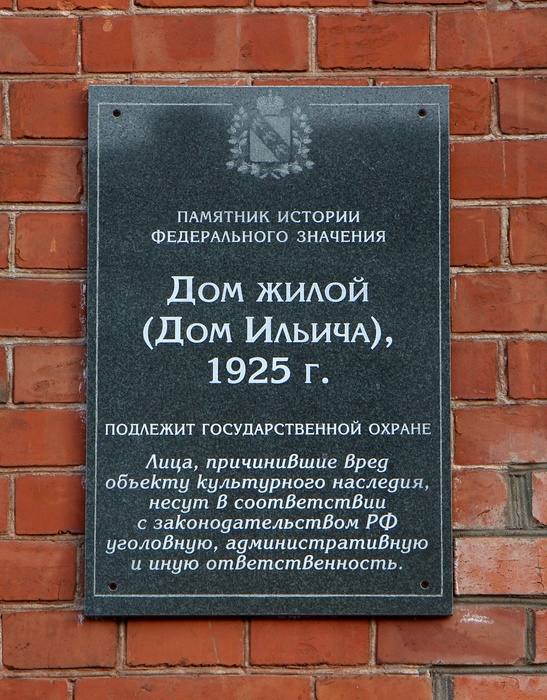 ПАМЯТНИК ИСТОРИИ
ФЕДЕРАЛЬНОГО ЗНАЧЕНИЯ
Дом жилой
(Дом Ильича),
1925 г.
ПОДЛЕЖИТ ГОСУДАРСТВЕННОЙ ОХРАНЕ
Лица, причинившие вред
объекту культурного наследия,
несут в соответствии
с законодательством РФ
уголовную, административную
и иную ответственность.